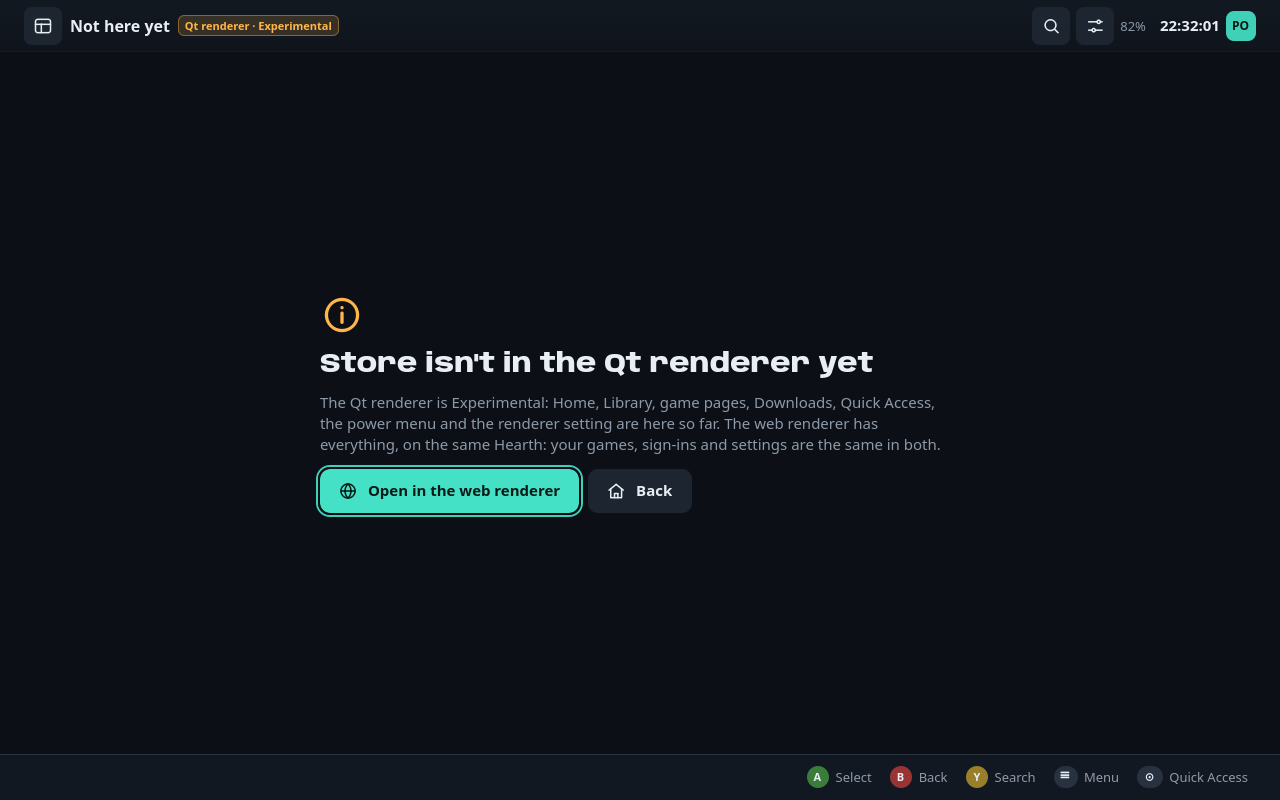 Not here yet
Qt renderer · Experimental
82%
22:32:01
PO
Store isn't in the Qt renderer yet
The Qt renderer is Experimental: Home, Library, game pages, Downloads, Quick Access,
the power menu and the renderer setting are here so far. The web renderer has
everything, on the same Hearth: your games, sign-ins and settings are the same in both.
Open in the web renderer
Back
A Select
B Back
Y Search
Menu
Quick Access